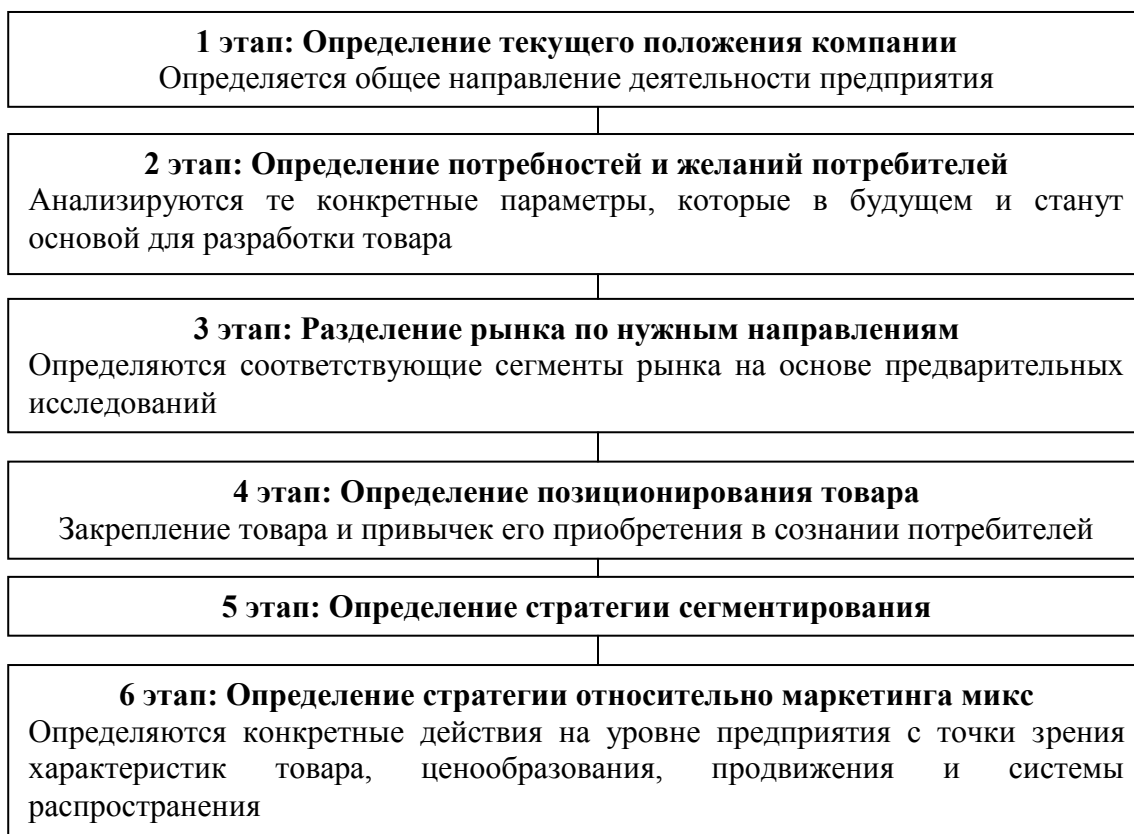 1 этап: Определение текущего положения компании
Определяется общее направление деятельности предприятия
2 этап: Определение потребностей и желаний потребителей
Анализируются те конкретные параметры, которые в будущем и станут
основой для разработки товара
3 этап: Разделение рынка по нужным направлениям
Определяются соответствующие сегменты рынка на основе предварительных
исследований
4 этап: Определение позиционирования товара
Закрепление товара и привычек его приобретения в сознании потребителей
5 этап: Определение стратегии сегментирования
6 этап: Определение стратегии относительно маркетинга микс
Определяются конкретные действия на уровне предприятия с точки зрения
характеристик товара, ценообразования, продвижения и системы
распространения